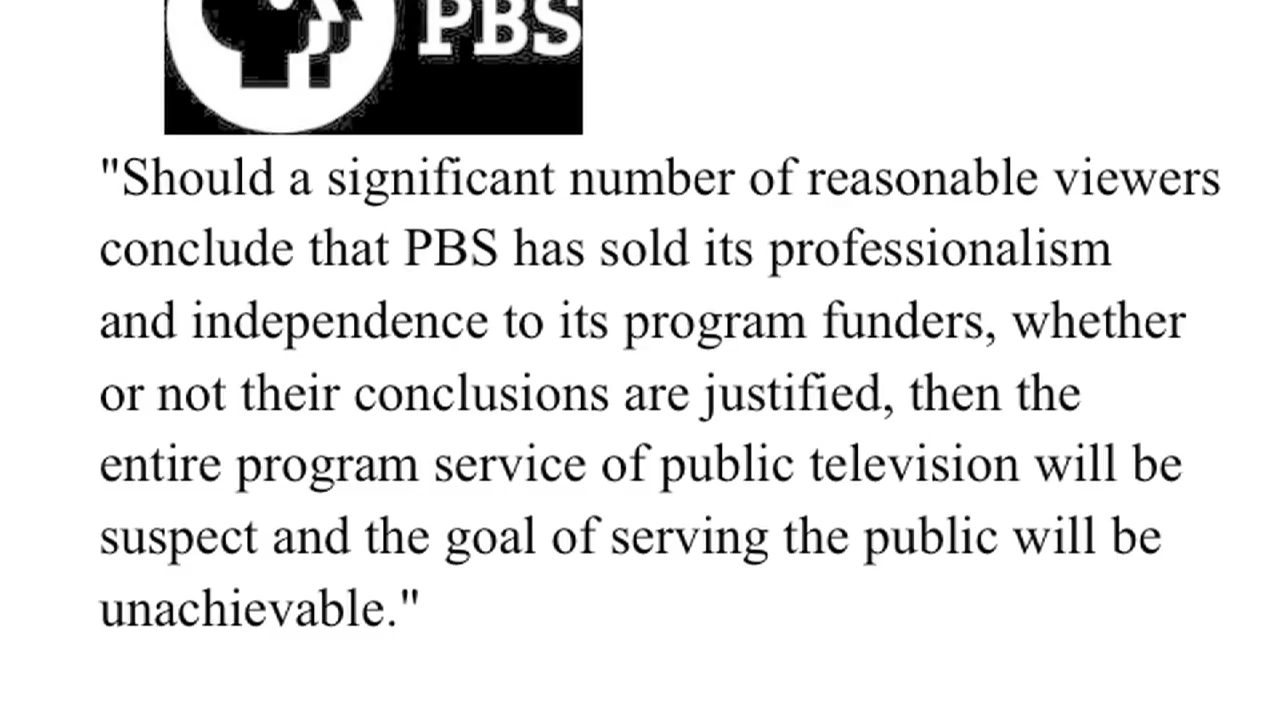 PBS
"Should a significant number of reasonable viewers
conclude that PBS has sold its professionalism
and independence to its program funders, whether
or not their conclusions are justified, then the
entire program service of public television will be
suspect and the goal of serving the public will be
unachievable."